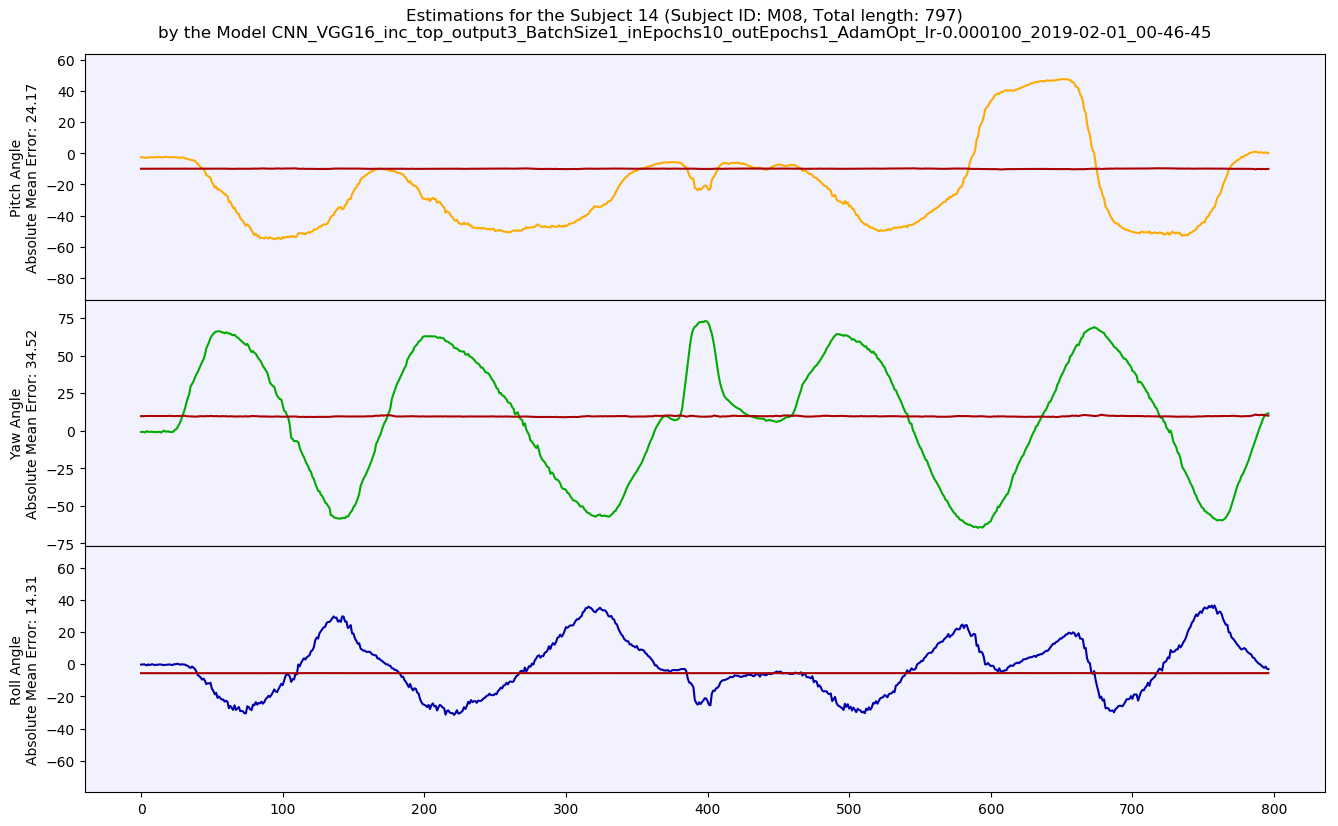 Estimations for the Subject 14 (Subject ID: M08, Total length: 797)
by the Model CNN_VGG16_inc_top_output3_BatchSize1_inEpochs10_outEpochs1_AdamOpt_lr-0.000100_2019-02-01_00-46-45
Pitch Angle
Absolute Mean Error: 24.17
60
40
20
0
−20
−40
−60
−80
Yaw Angle
Absolute Mean Error: 34.52
75
50
25
0
−25
−50
−75
Roll Angle
Absolute Mean Error: 14.31
60
40
20
0
−20
−40
−60
0 100 200 300 400 500 600 700 800